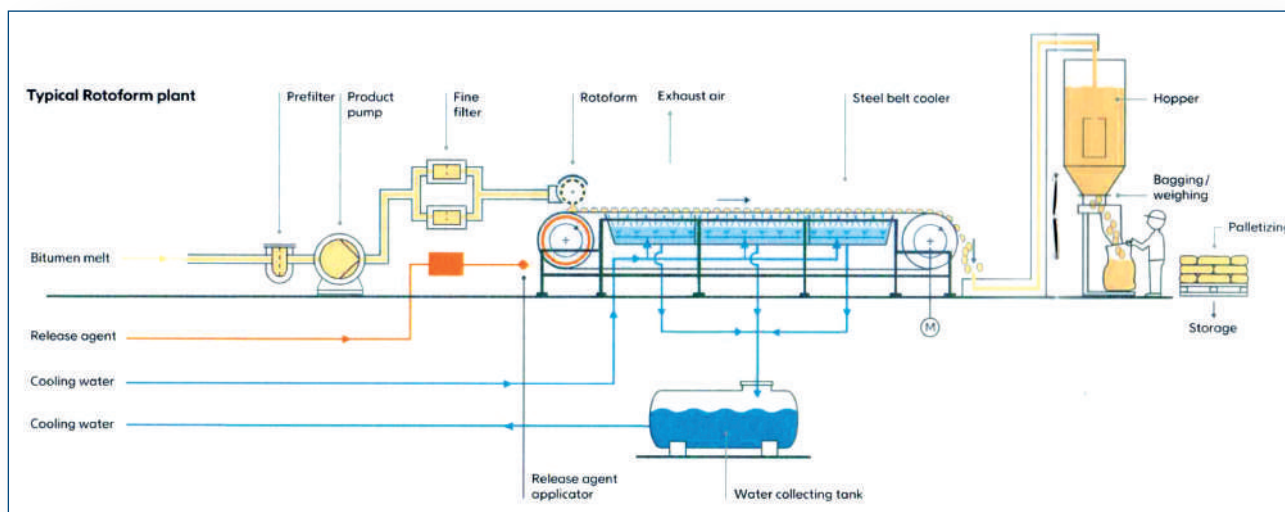 Typical Rotoform plant
Prefilter
Product
pump
Fine
filter
Rotoform
Exhaust air
Steel belt cooler
Hopper
Bagging/
weighing
Palletizing
Bitumen melt
Storage
Release agent
M
Cooling water
Cooling water
Release agent
applicator
Water collecting tank